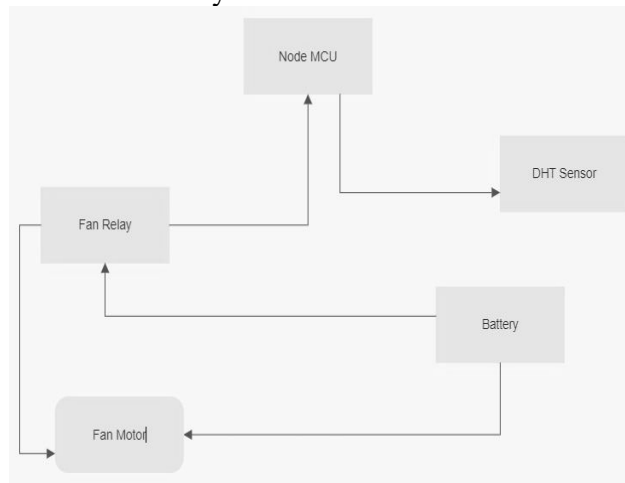 Node MCU
DHT Sensor
Fan Relay
Battery
Fan Motor